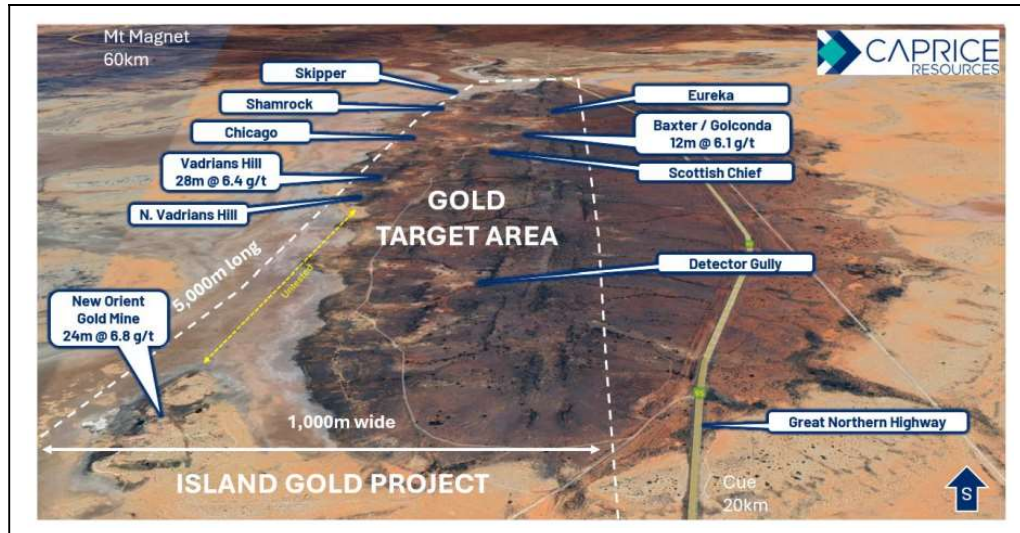 Mt Magnet
60km
CAPRICE
RESOURCES
Skipper
Shamrock
Chicago
Vadrians Hill
28m @ 6.4 g/t
N. Vadrians Hill
Eureka
Baxter / Golconda
12m @ 6.1 g/t
Scottish Chief
GOLD
TARGET AREA
Detector Gully
5,000m long
Untested
New Orient
Gold Mine
24m @ 6.8 g/t
1,000m wide
Great Northern Highway
ISLAND GOLD PROJECT
Cue
20km
S